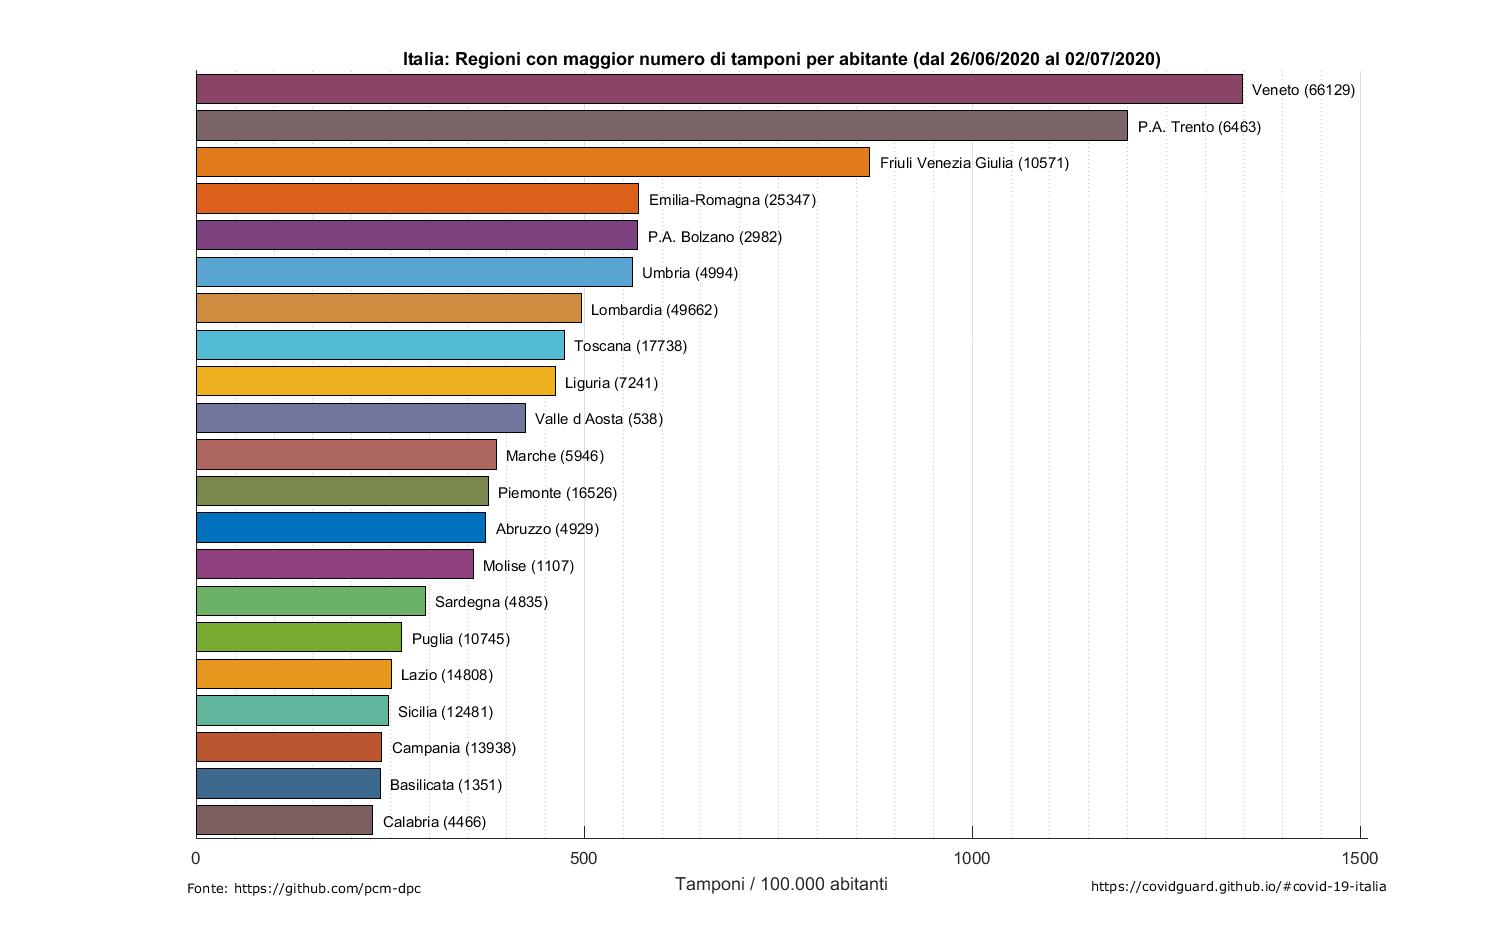 Italia: Regioni con maggior numero di tamponi per abitante (dal 26/06/2020 al 02/07/2020)
Veneto (66129)
P.A. Trento (6463)
Friuli Venezia Giulia (10571)
Emilia-Romagna (25347)
P.A. Bolzano (2982)
Umbria (4994)
Lombardia (49662)
Toscana (17738)
Liguria (7241)
Valle d Aosta (538)
Marche (5946)
Piemonte (16526)
Abruzzo (4929)
Molise (1107)
Sardegna (4835)
Puglia (10745)
Lazio (14808)
Sicilia (12481)
Campania (13938)
Basilicata (1351)
Calabria (4466)
0 500 1000 1500
Tamponi / 100.000 abitanti
Fonte: https://github.com/pcm-dpc
https://covidguard.github.io/#covid-19-italia